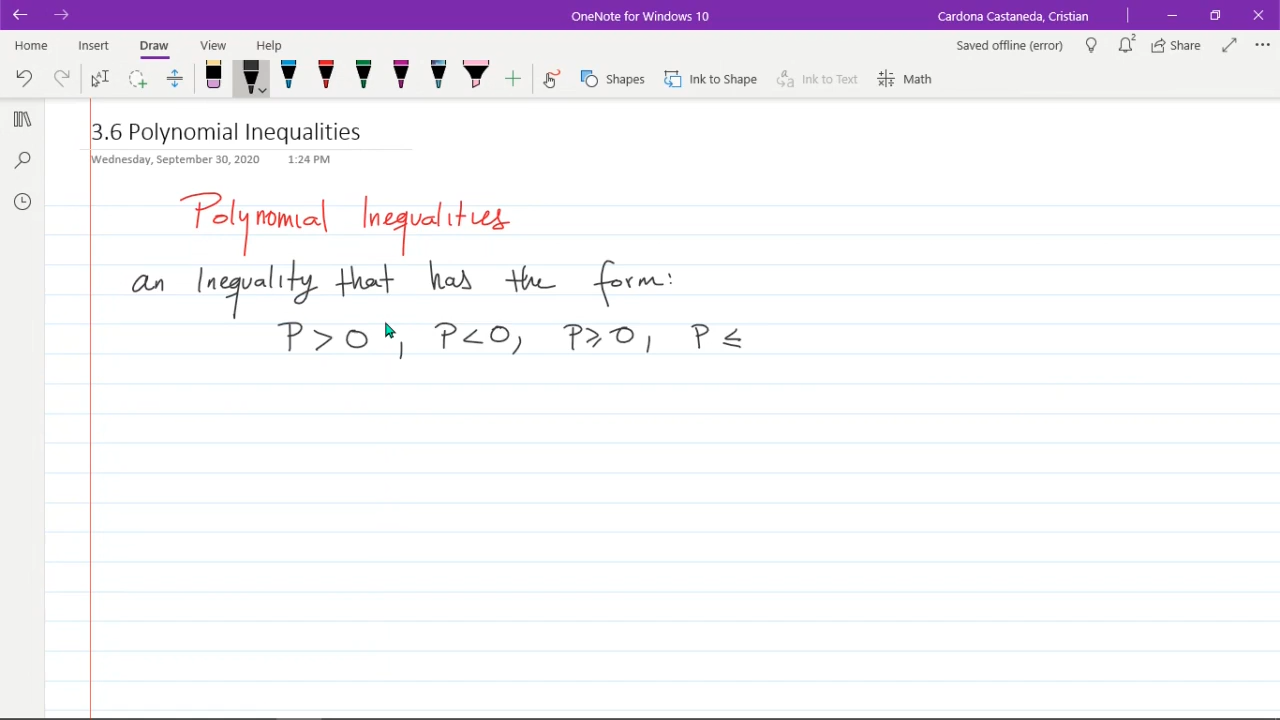 OneNote for Windows 10
Cardona Castaneda, Cristian
Home Insert Draw View Help
Saved offline (error)
2
Share
Shapes
Ink to Shape
Ink to Text
Math
3.6 Polynomial Inequalities
Wednesday, September 30, 2020 1:24 PM
Polynomial Inequalities
an Inequality that has the form:
P > 0 , P < 0, P ⩾ 0, P ≤